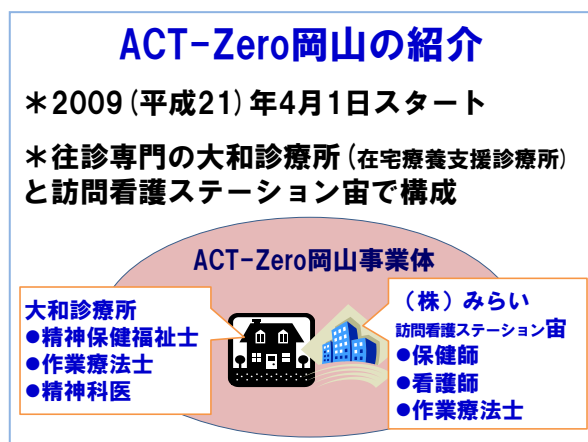 ACT-Zero岡山の紹介
＊2009(平成21)年4月1日スタート
＊往診専門の大和診療所(在宅療養支援診療所)
と訪問看護ステーション宙で構成
ACT-Zero岡山事業体
大和診療所
●精神保健福祉士
●作業療法士
●精神科医
（株）みらい
訪問看護ステーション宙
●保健師
●看護師
●作業療法士